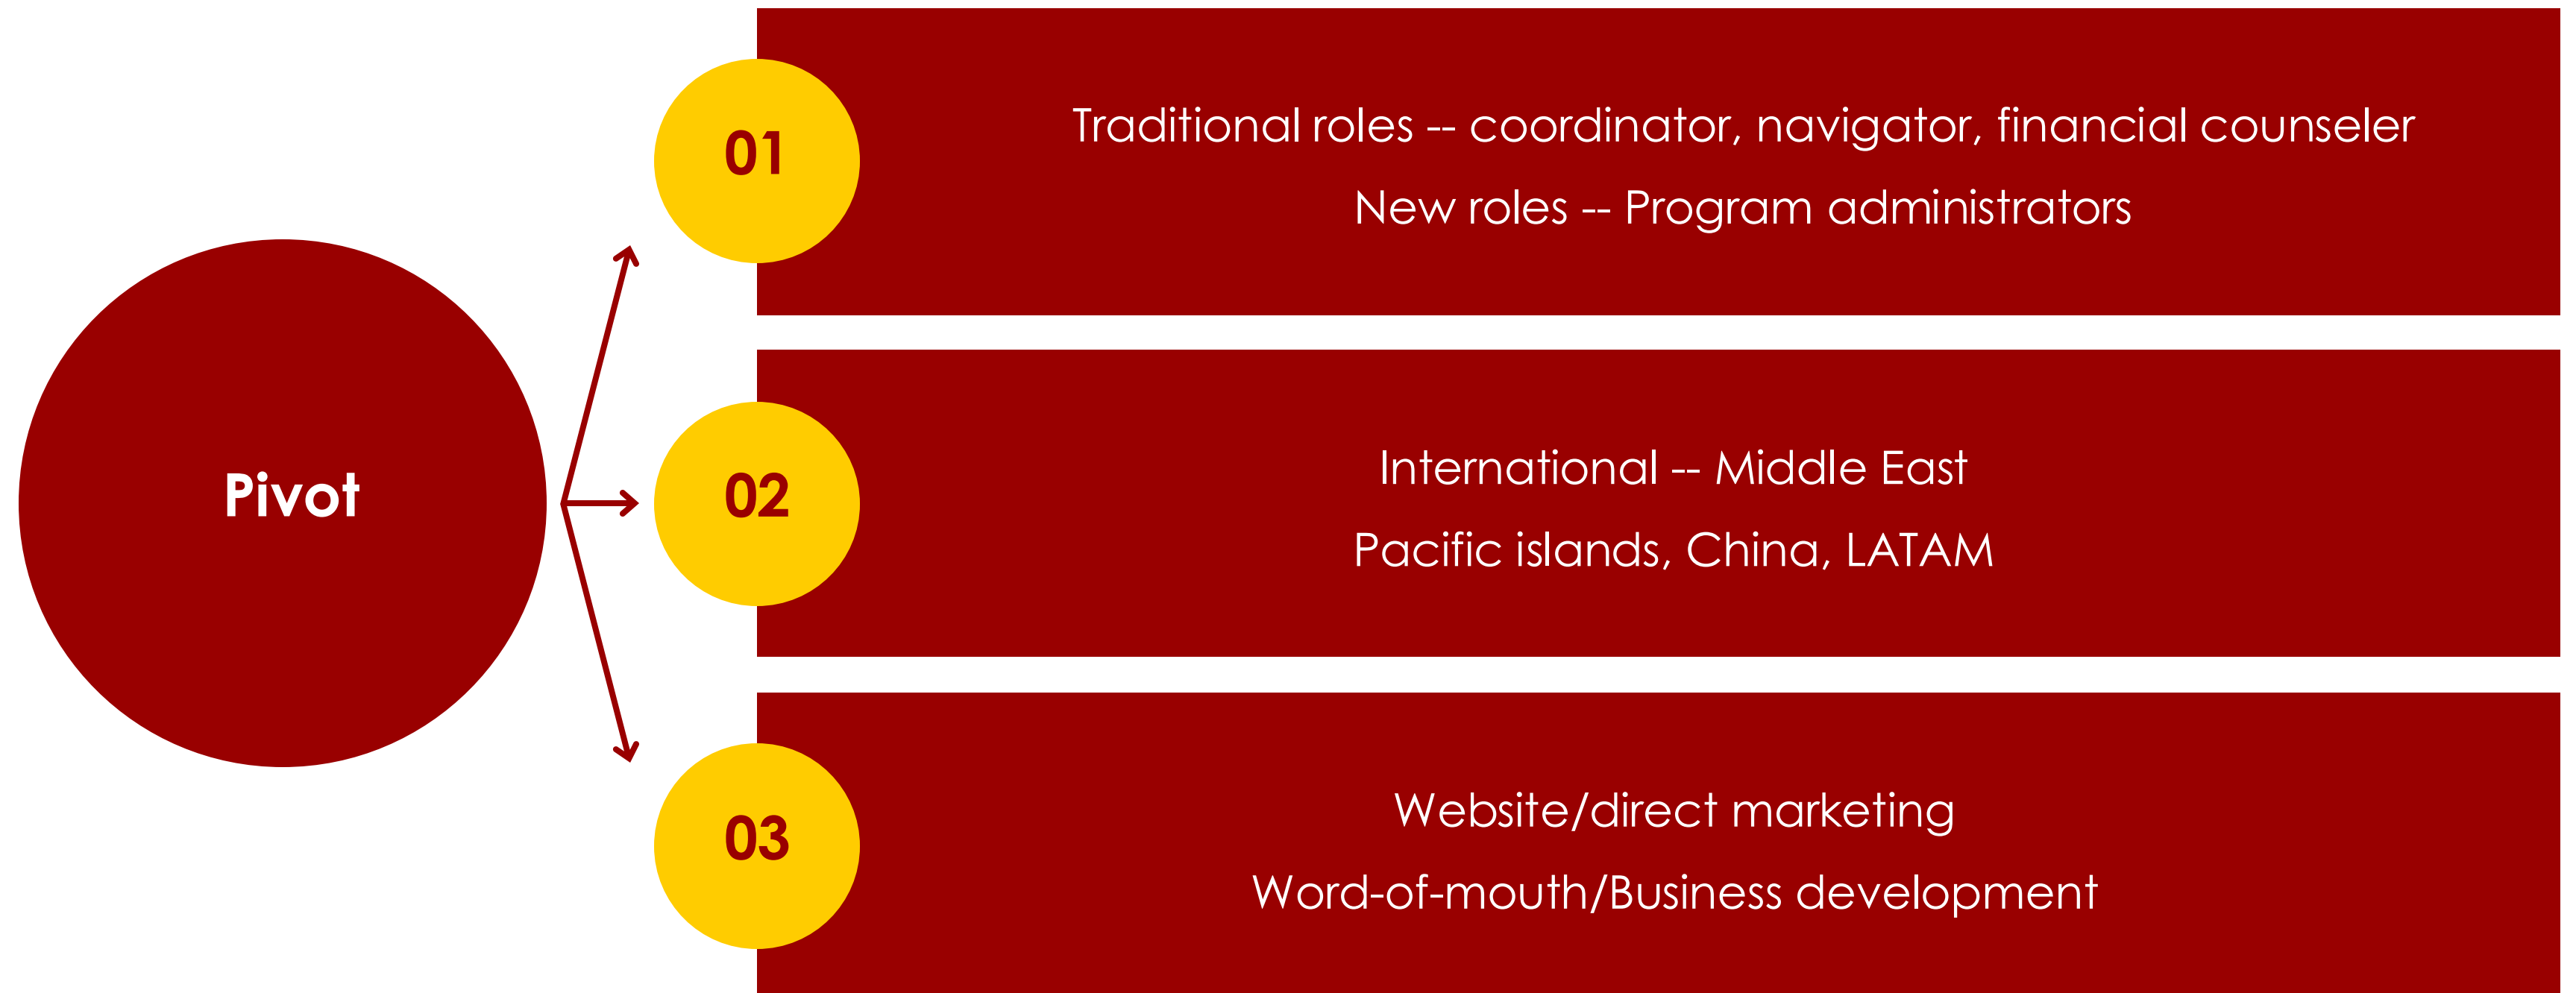 Pivot
01
Traditional roles -- coordinator, navigator, financial counseler
New roles -- Program administrators
02
International -- Middle East
Pacific islands, China, LATAM
03
Website/direct marketing
Word-of-mouth/Business development